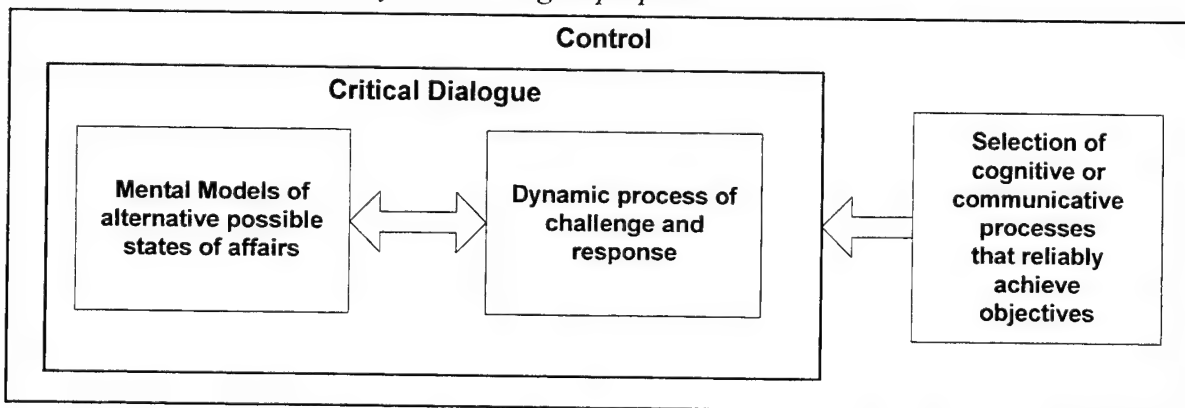 Control
Critical Dialogue
Mental Models of
alternative possible
states of affairs
Dynamic process of
challenge and
response
Selection of
cognitive or
communicative
processes
that reliably
achieve
objectives